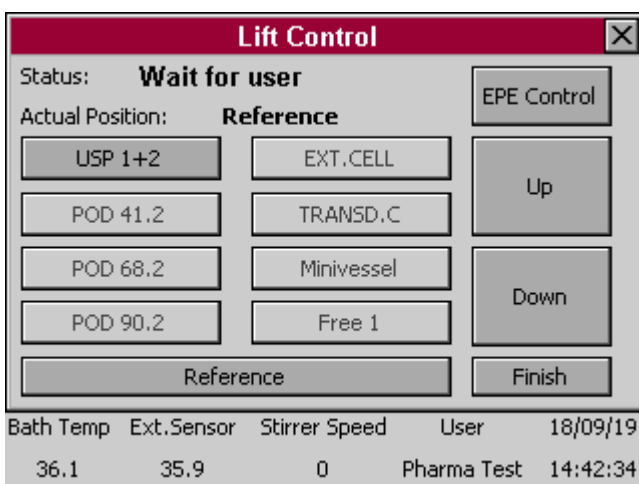 Lift Control
Status: Wait for user
EPE Control
Actual Position: Reference
USP 1+2 EXT.CELL
Up
POD 41.2 TRANSD.C
POD 68.2 Minivessel
Down
POD 90.2 Free 1
Reference Finish
Bath Temp Ext.Sensor Stirrer Speed User 18/09/19
36.1 35.9 0 Pharma Test 14:42:34